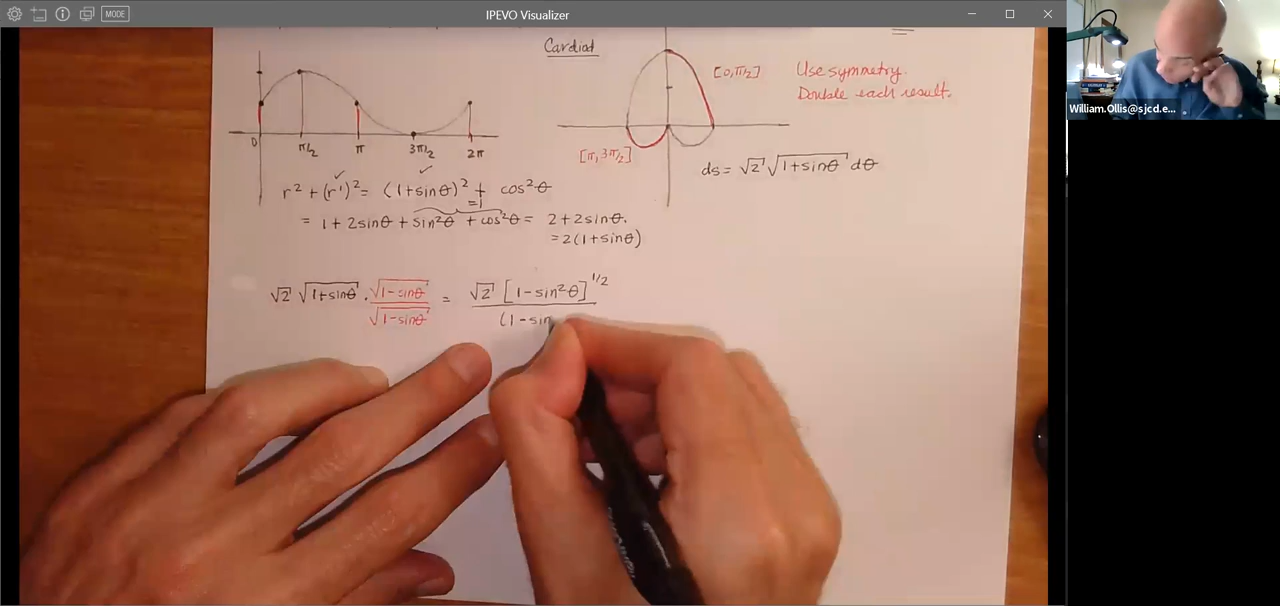 IPEVO Visualizer
MODE
Cardiod
[0, π/2]
Use symmetry.
Double each result.
0 π/2 π 3π/2 2π
[π, 3π/2]
ds = √2 √1+sinθ dθ
r² + (r')² = (1+sinθ)² + cos²θ
=1
= 1 + 2sinθ + sin²θ + cos²θ = 2+2sinθ.
= 2(1+sinθ)
√2 √1+sinθ · √1-sinθ / √1-sinθ = √2 [1-sin²θ]^1/2 / (1-sin
William.Ollis@sjcd.e...